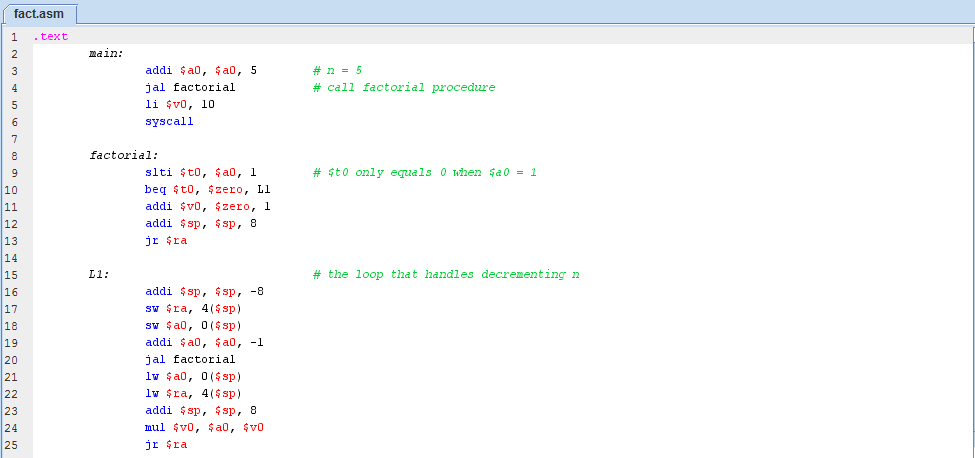 fact.asm
1 .text
2 main:
3 addi $a0, $a0, 5 # n = 5
4 jal factorial # call factorial procedure
5 li $v0, 10
6 syscall
7
8 factorial:
9 slti $t0, $a0, 1 # $t0 only equals 0 when $a0 = 1
10 beq $t0, $zero, L1
11 addi $v0, $zero, 1
12 addi $sp, $sp, 8
13 jr $ra
14
15 L1: # the loop that handles decrementing n
16 addi $sp, $sp, -8
17 sw $ra, 4($sp)
18 sw $a0, 0($sp)
19 addi $a0, $a0, -1
20 jal factorial
21 lw $a0, 0($sp)
22 lw $ra, 4($sp)
23 addi $sp, $sp, 8
24 mul $v0, $a0, $v0
25 jr $ra